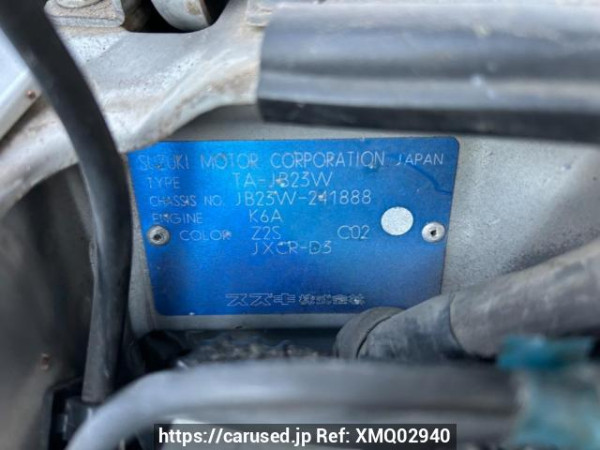 SUZUKI MOTOR CORPORATION JAPAN
TYPE TA-JB23W
CHASSIS NO. JB23W-241888
ENGINE K6A
COLOR Z2S C02
JXCR-D3
スズキ株式会社
https://carused.jp Ref: XMQ02940